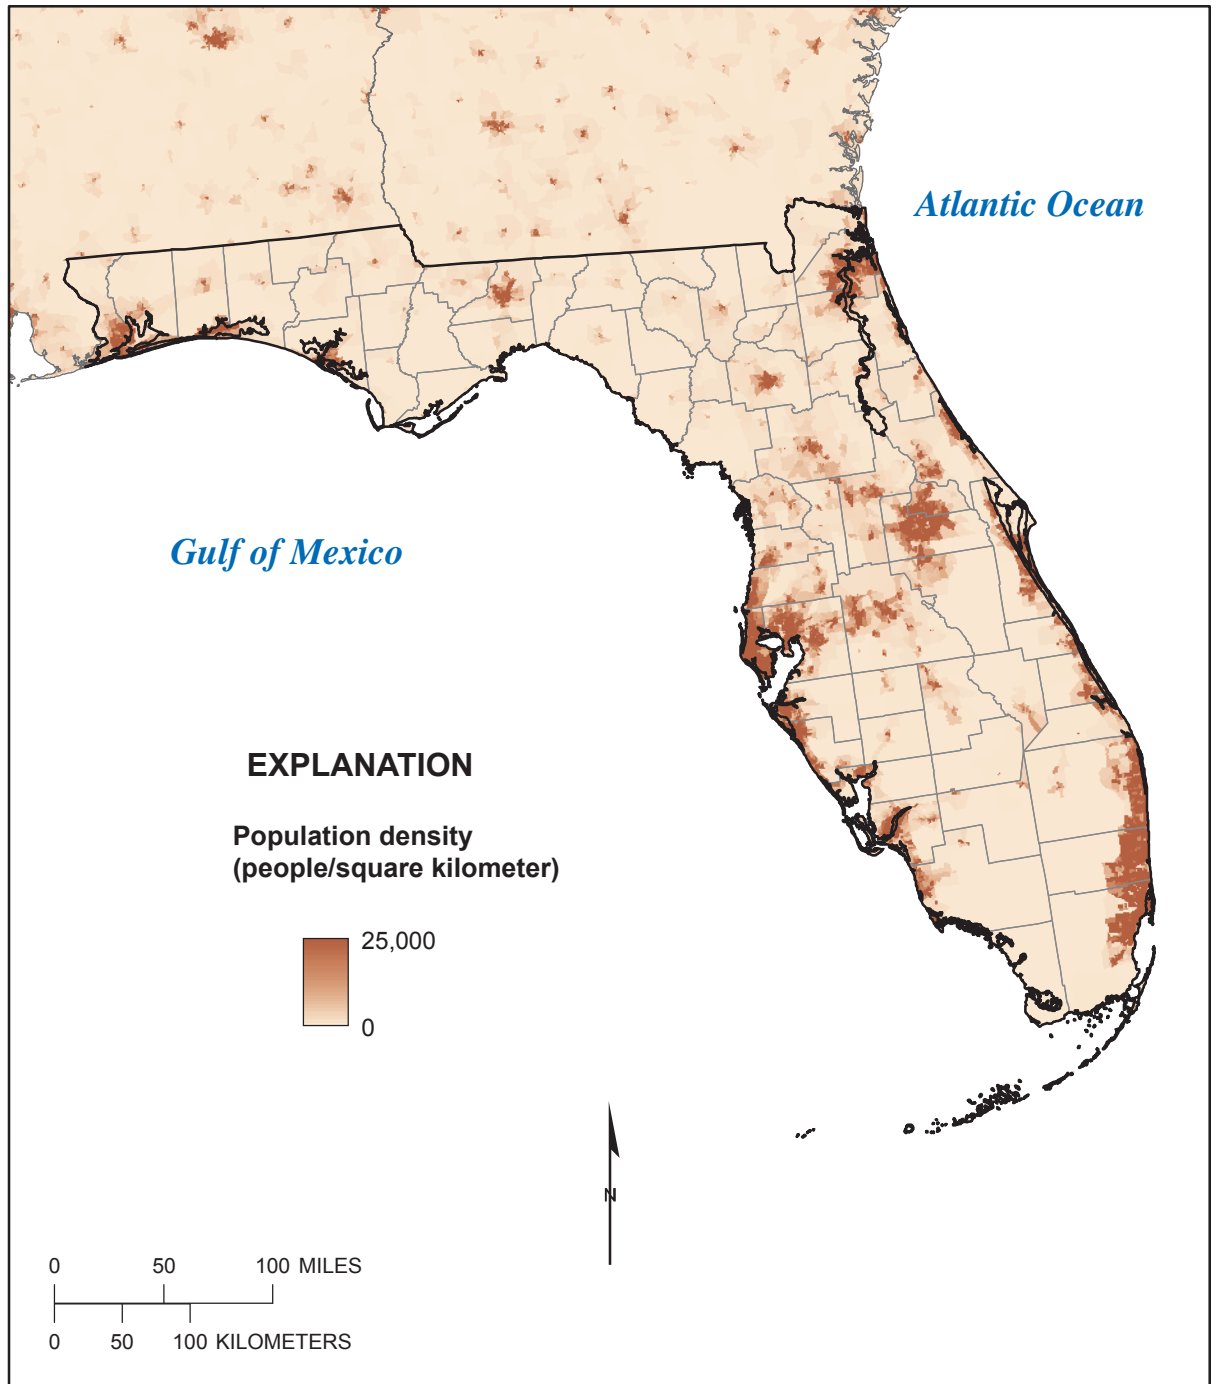 Atlantic Ocean
Gulf of Mexico
EXPLANATION
Population density
(people/square kilometer)
25,000
0
N
0 50 100 MILES
0 50 100 KILOMETERS